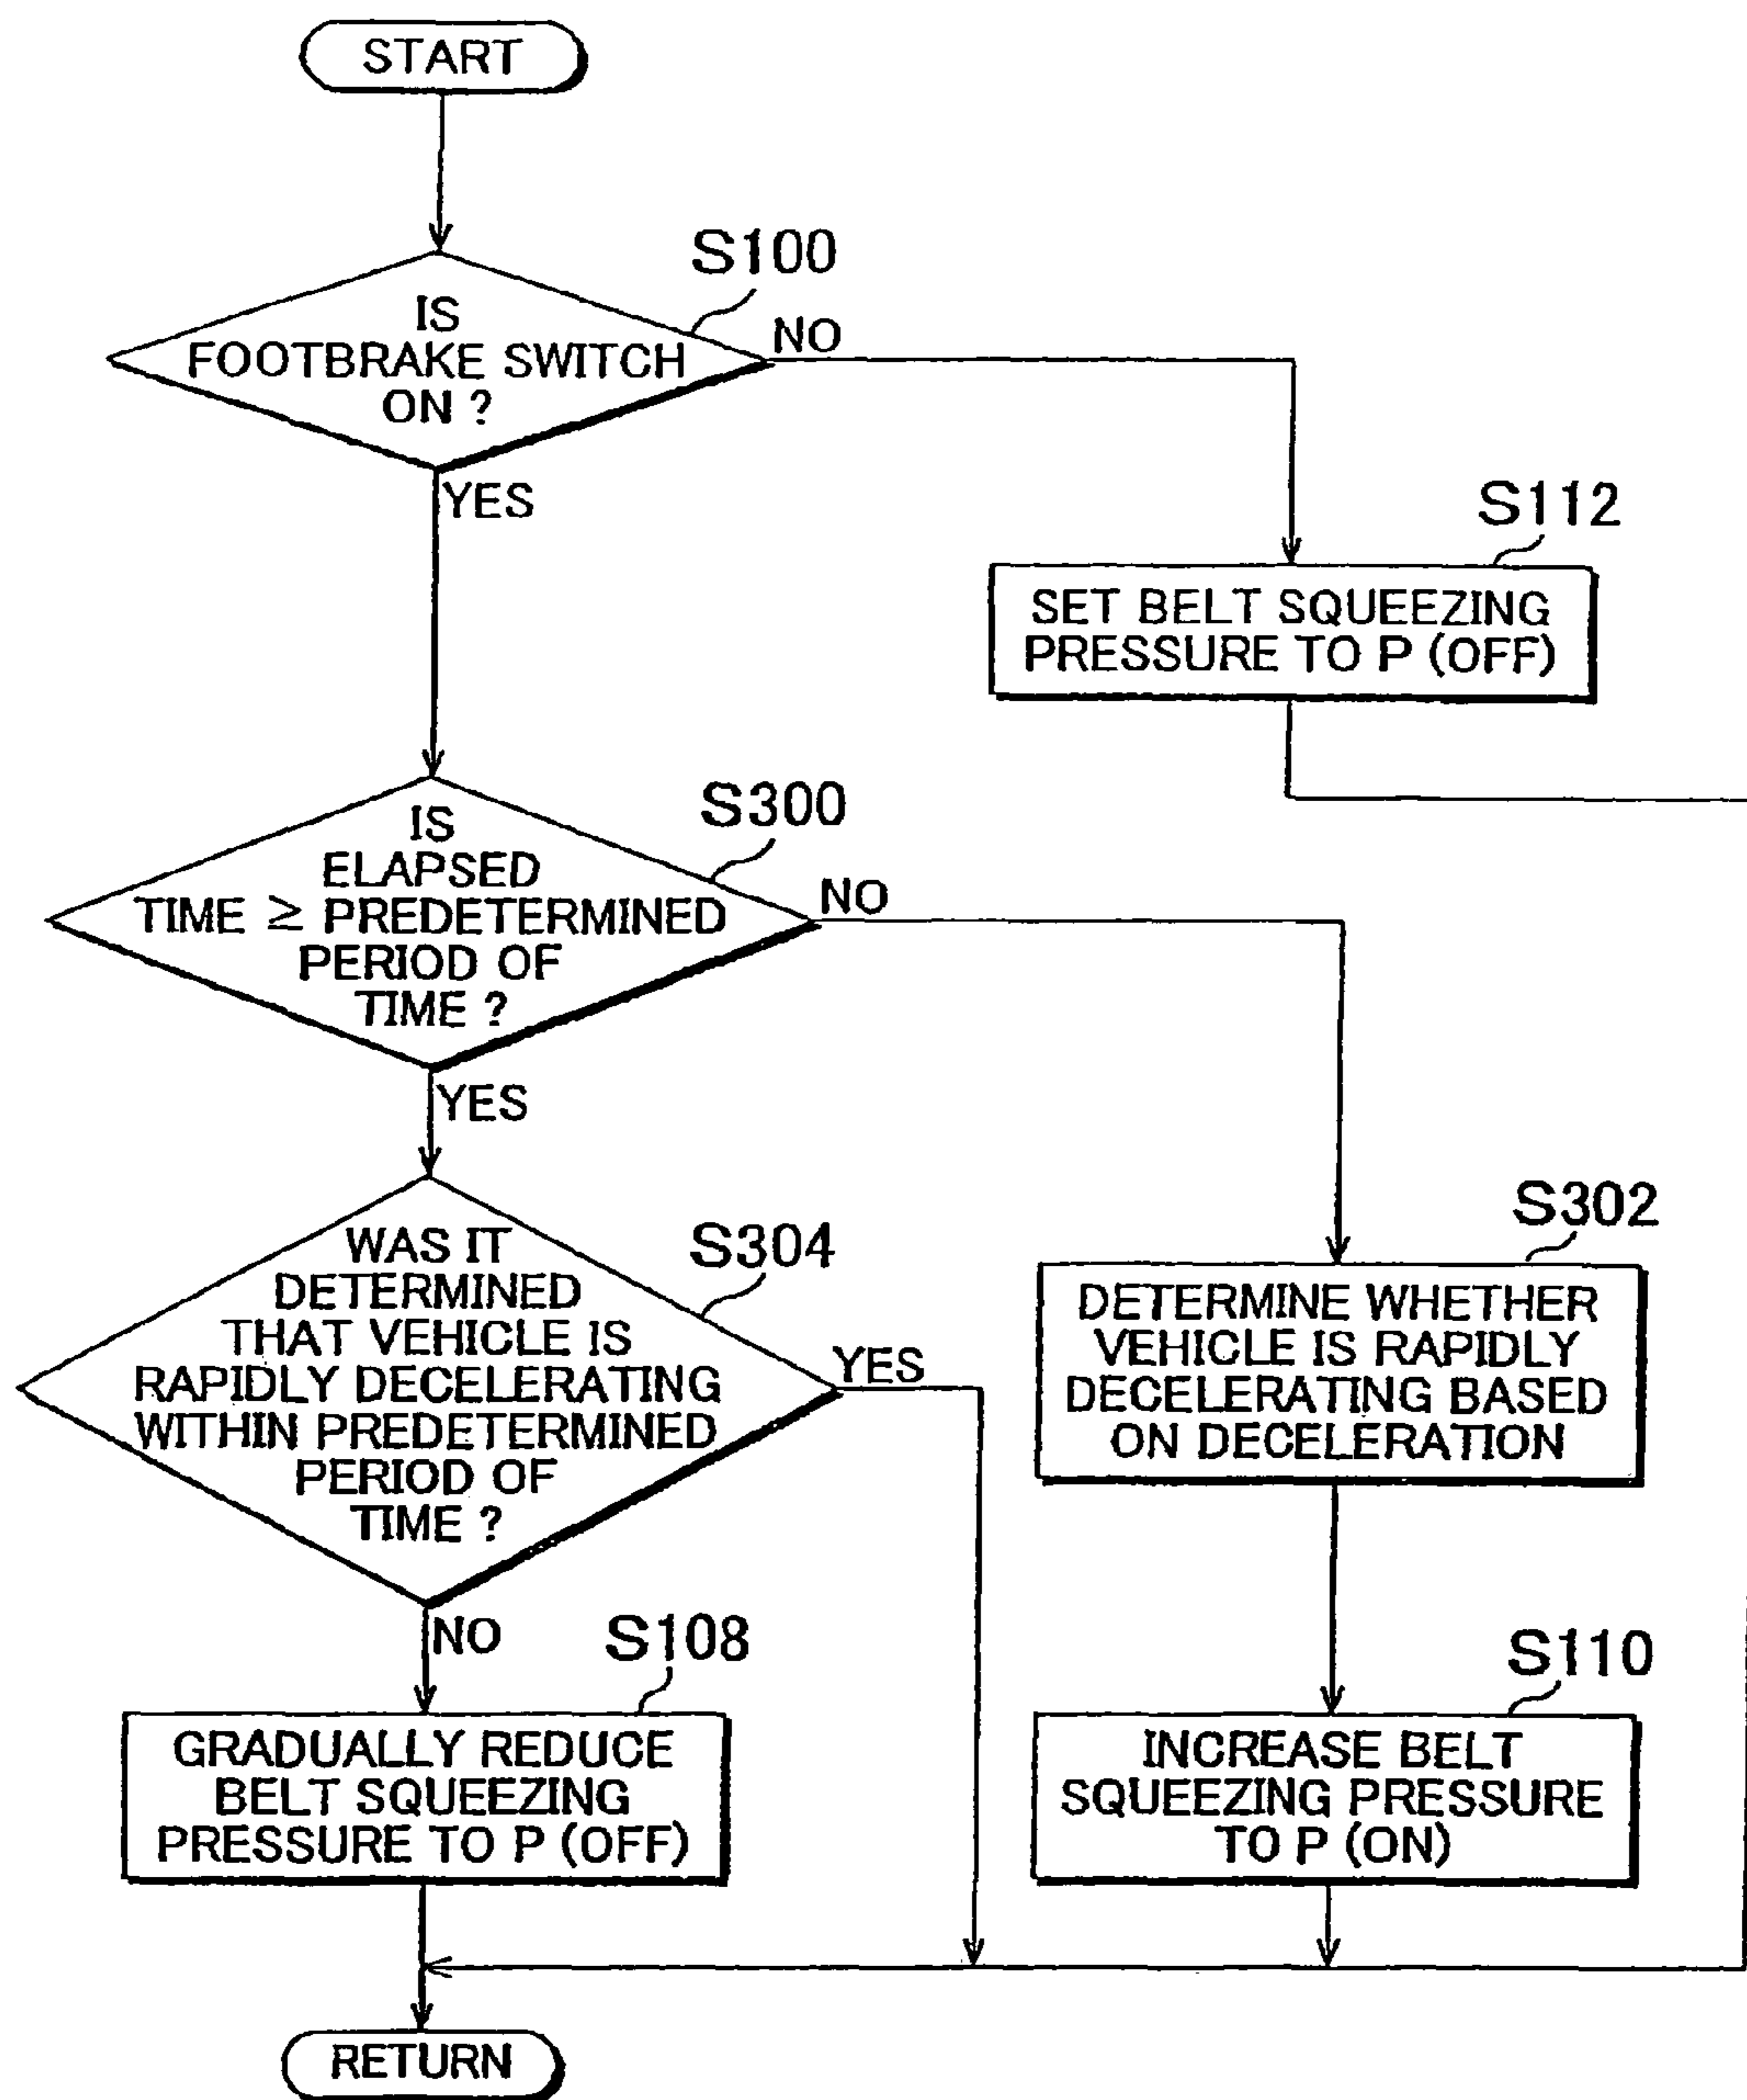 START
S100
IS
FOOTBRAKE SWITCH
ON ?
NO
YES
S112
SET BELT SQUEEZING
PRESSURE TO P (OFF)
S300
IS
ELAPSED
TIME ≥ PREDETERMINED
PERIOD OF
TIME ?
NO
YES
S304
WAS IT
DETERMINED
THAT VEHICLE IS
RAPIDLY DECELERATING
WITHIN PREDETERMINED
PERIOD OF
TIME ?
YES
NO
S302
DETERMINE WHETHER
VEHICLE IS RAPIDLY
DECELERATING BASED
ON DECELERATION
S108
GRADUALLY REDUCE
BELT SQUEEZING
PRESSURE TO P (OFF)
S110
INCREASE BELT
SQUEEZING PRESSURE
TO P (ON)
RETURN